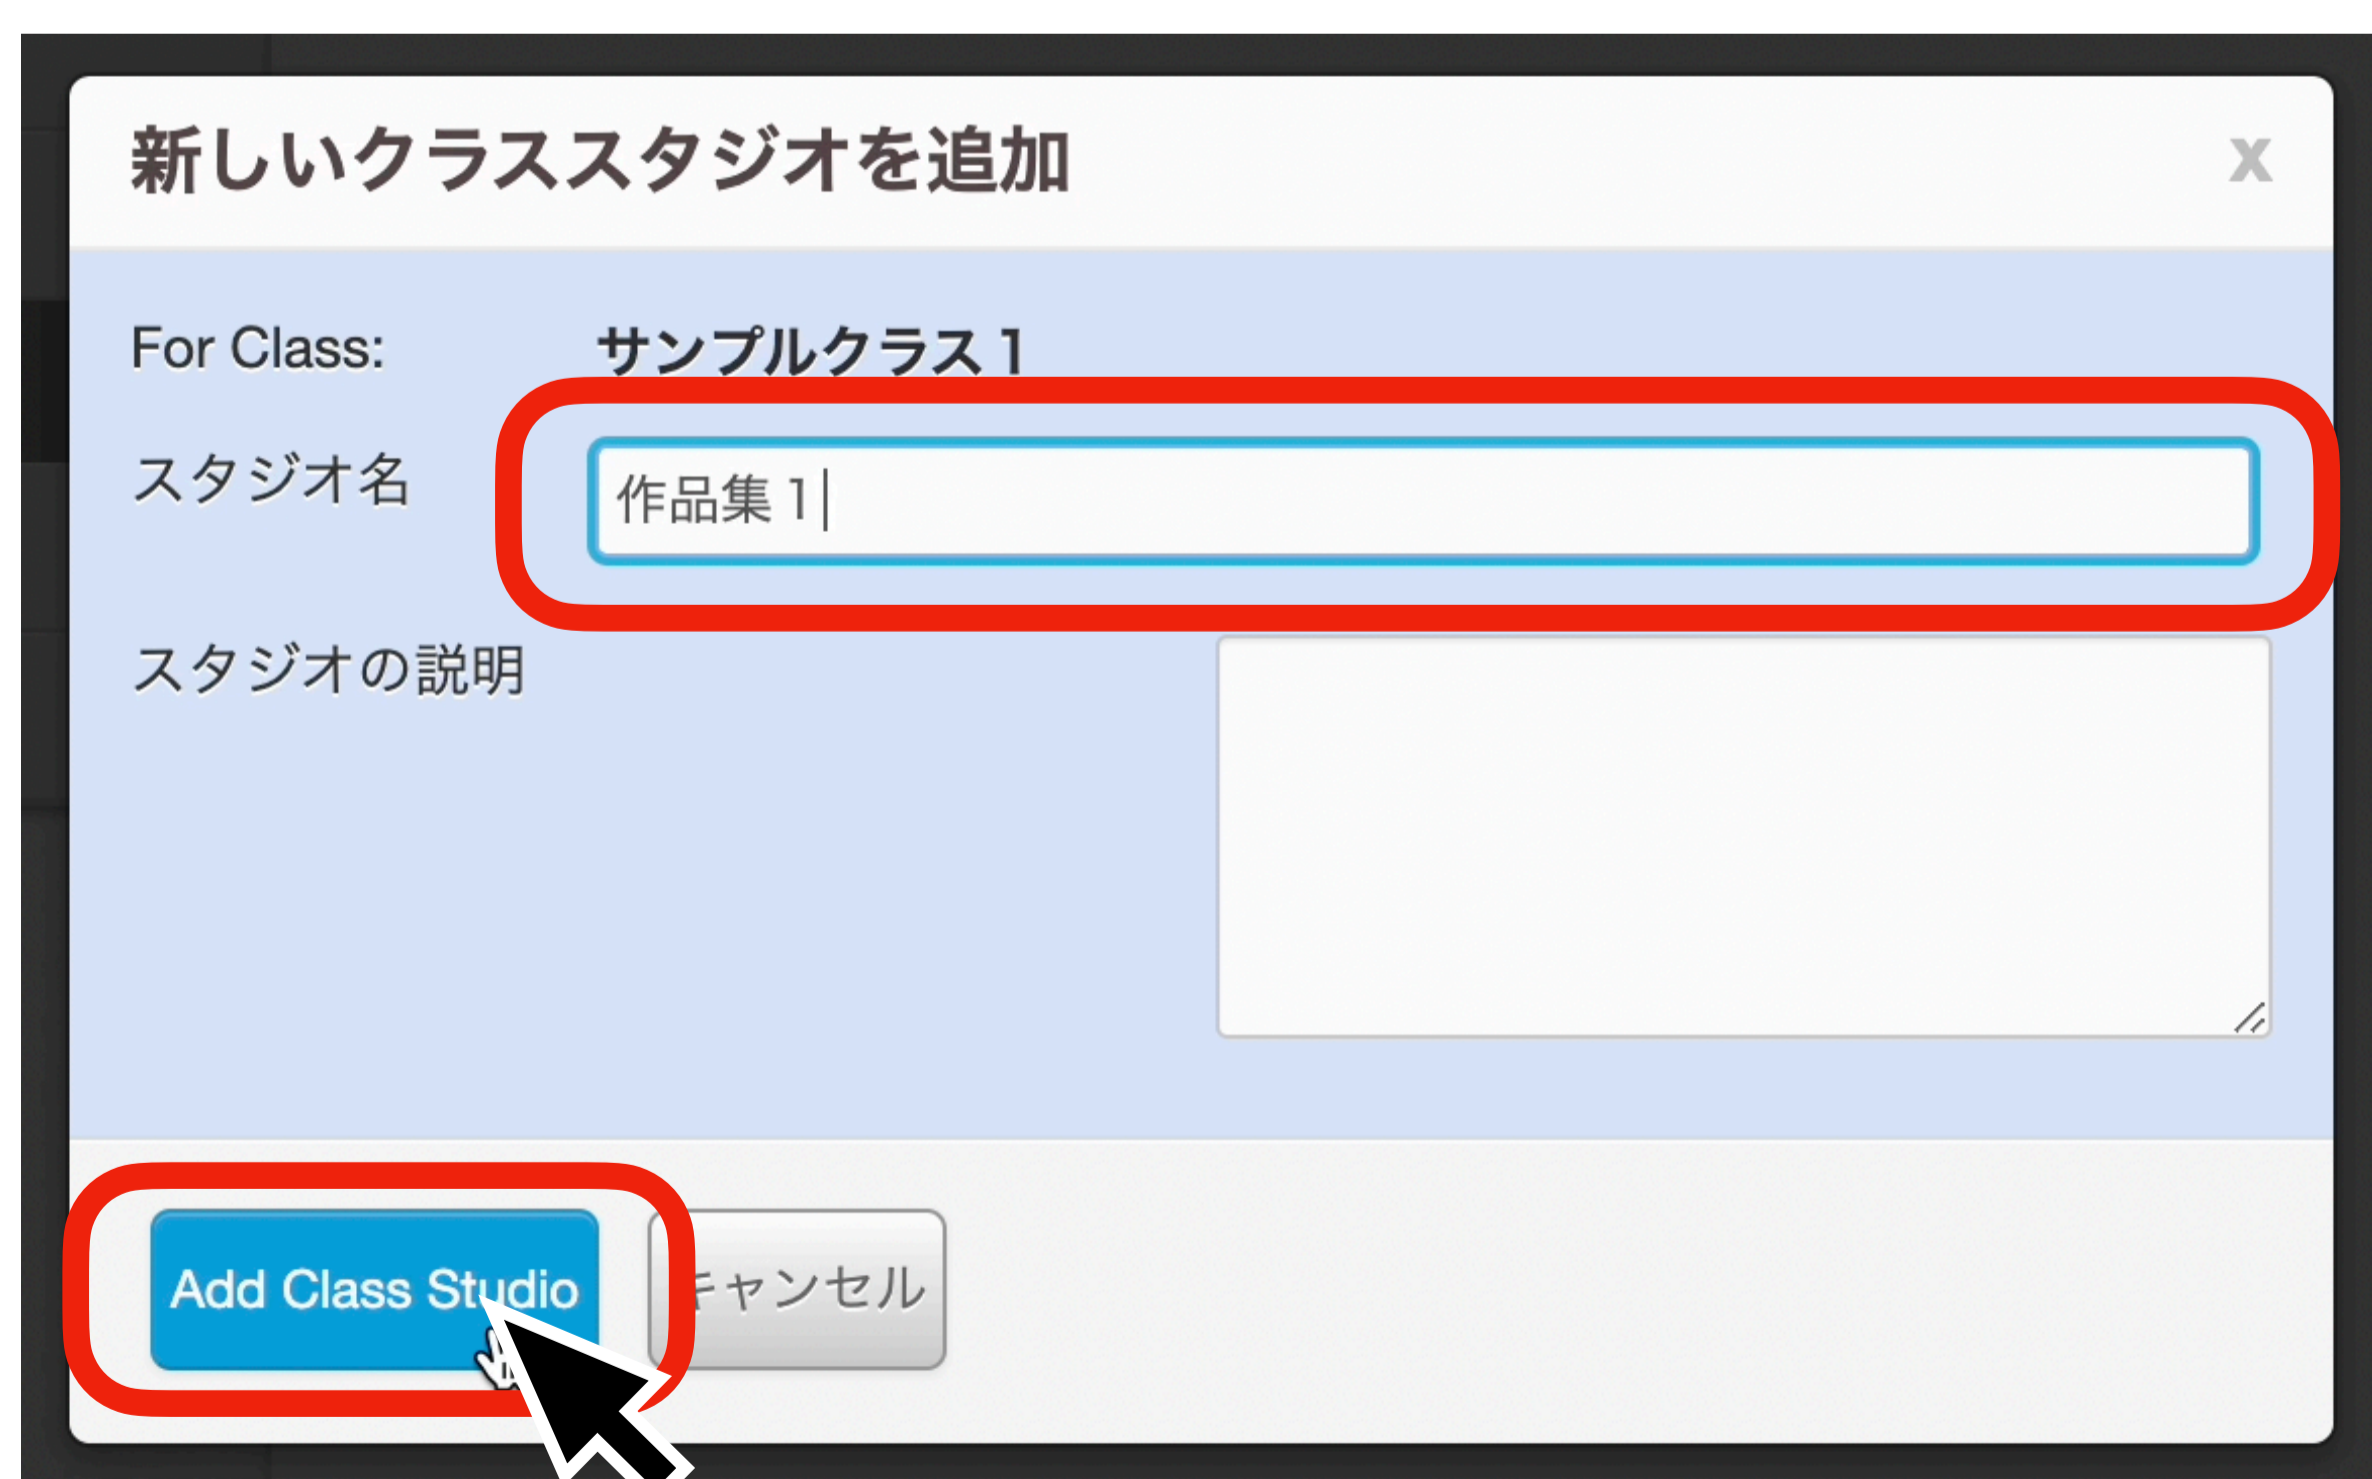 新しいクラススタジオを追加
x
For Class: サンプルクラス１
スタジオ名 作品集１
スタジオの説明
Add Class Studio キャンセル